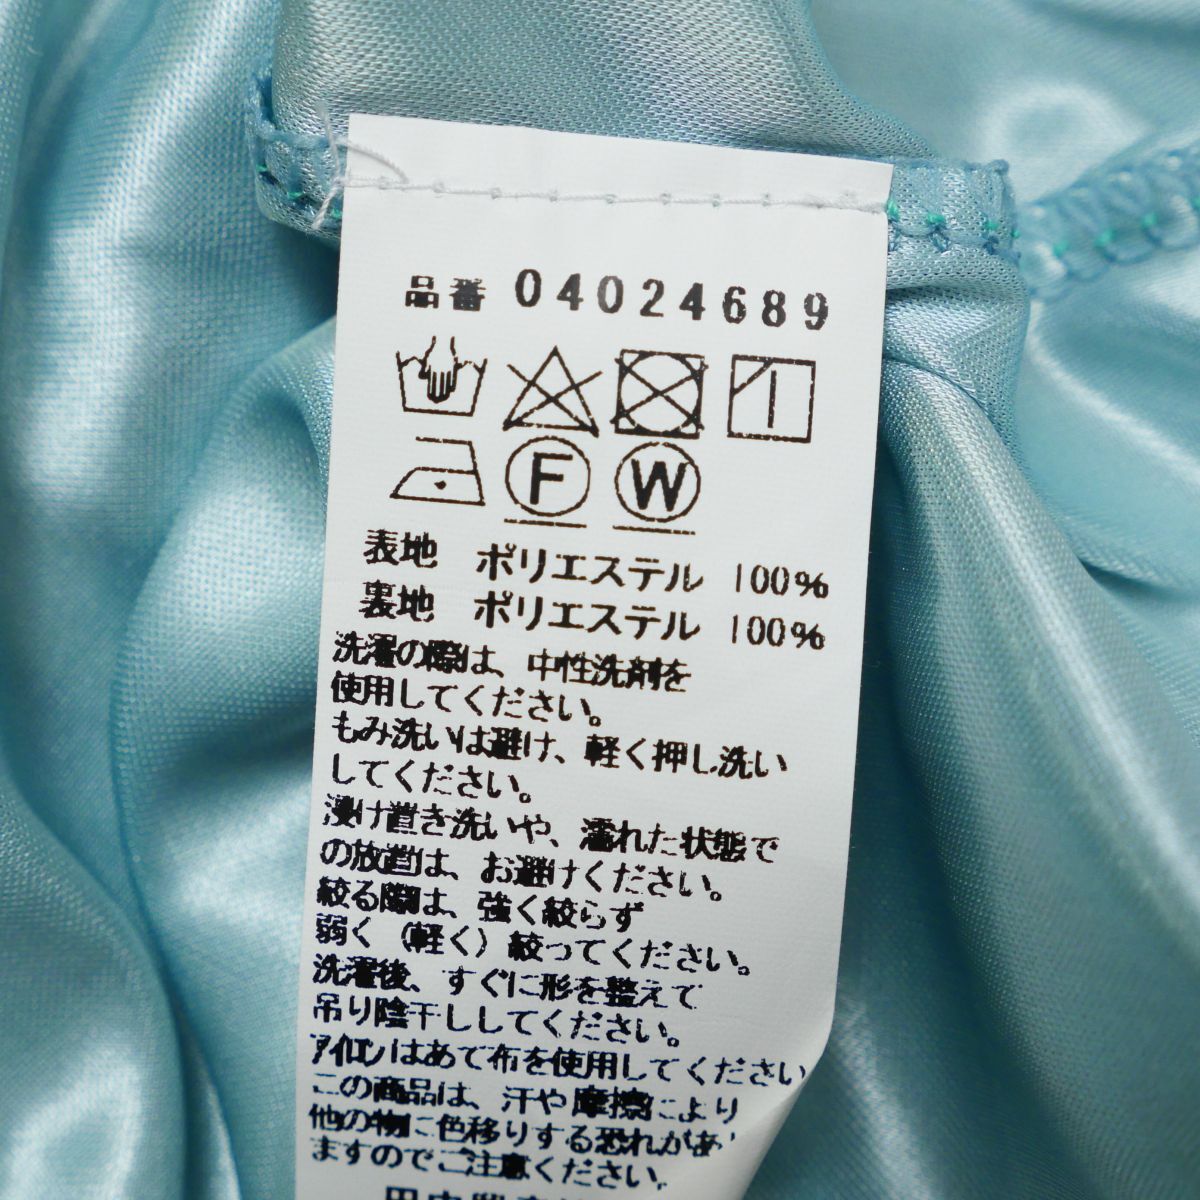 品番 04024689
F W
表地 ポリエステル 100%
裏地 ポリエステル 100%
洗濯の際は、中性洗剤を
使用してください。
もみ洗いは避け、軽く押し洗い
してください。
浸け置き洗いや、濡れた状態で
の放置は、お避けください。
絞る際は、強く絞らず
弱く（軽く）絞ってください。
洗濯後、すぐに形を整えて
吊り陰干ししてください。
アイロンはあて布を使用してください
この商品は、汗や摩擦により
他の物に色移りする恐れがあり
ますのでご注意ください。